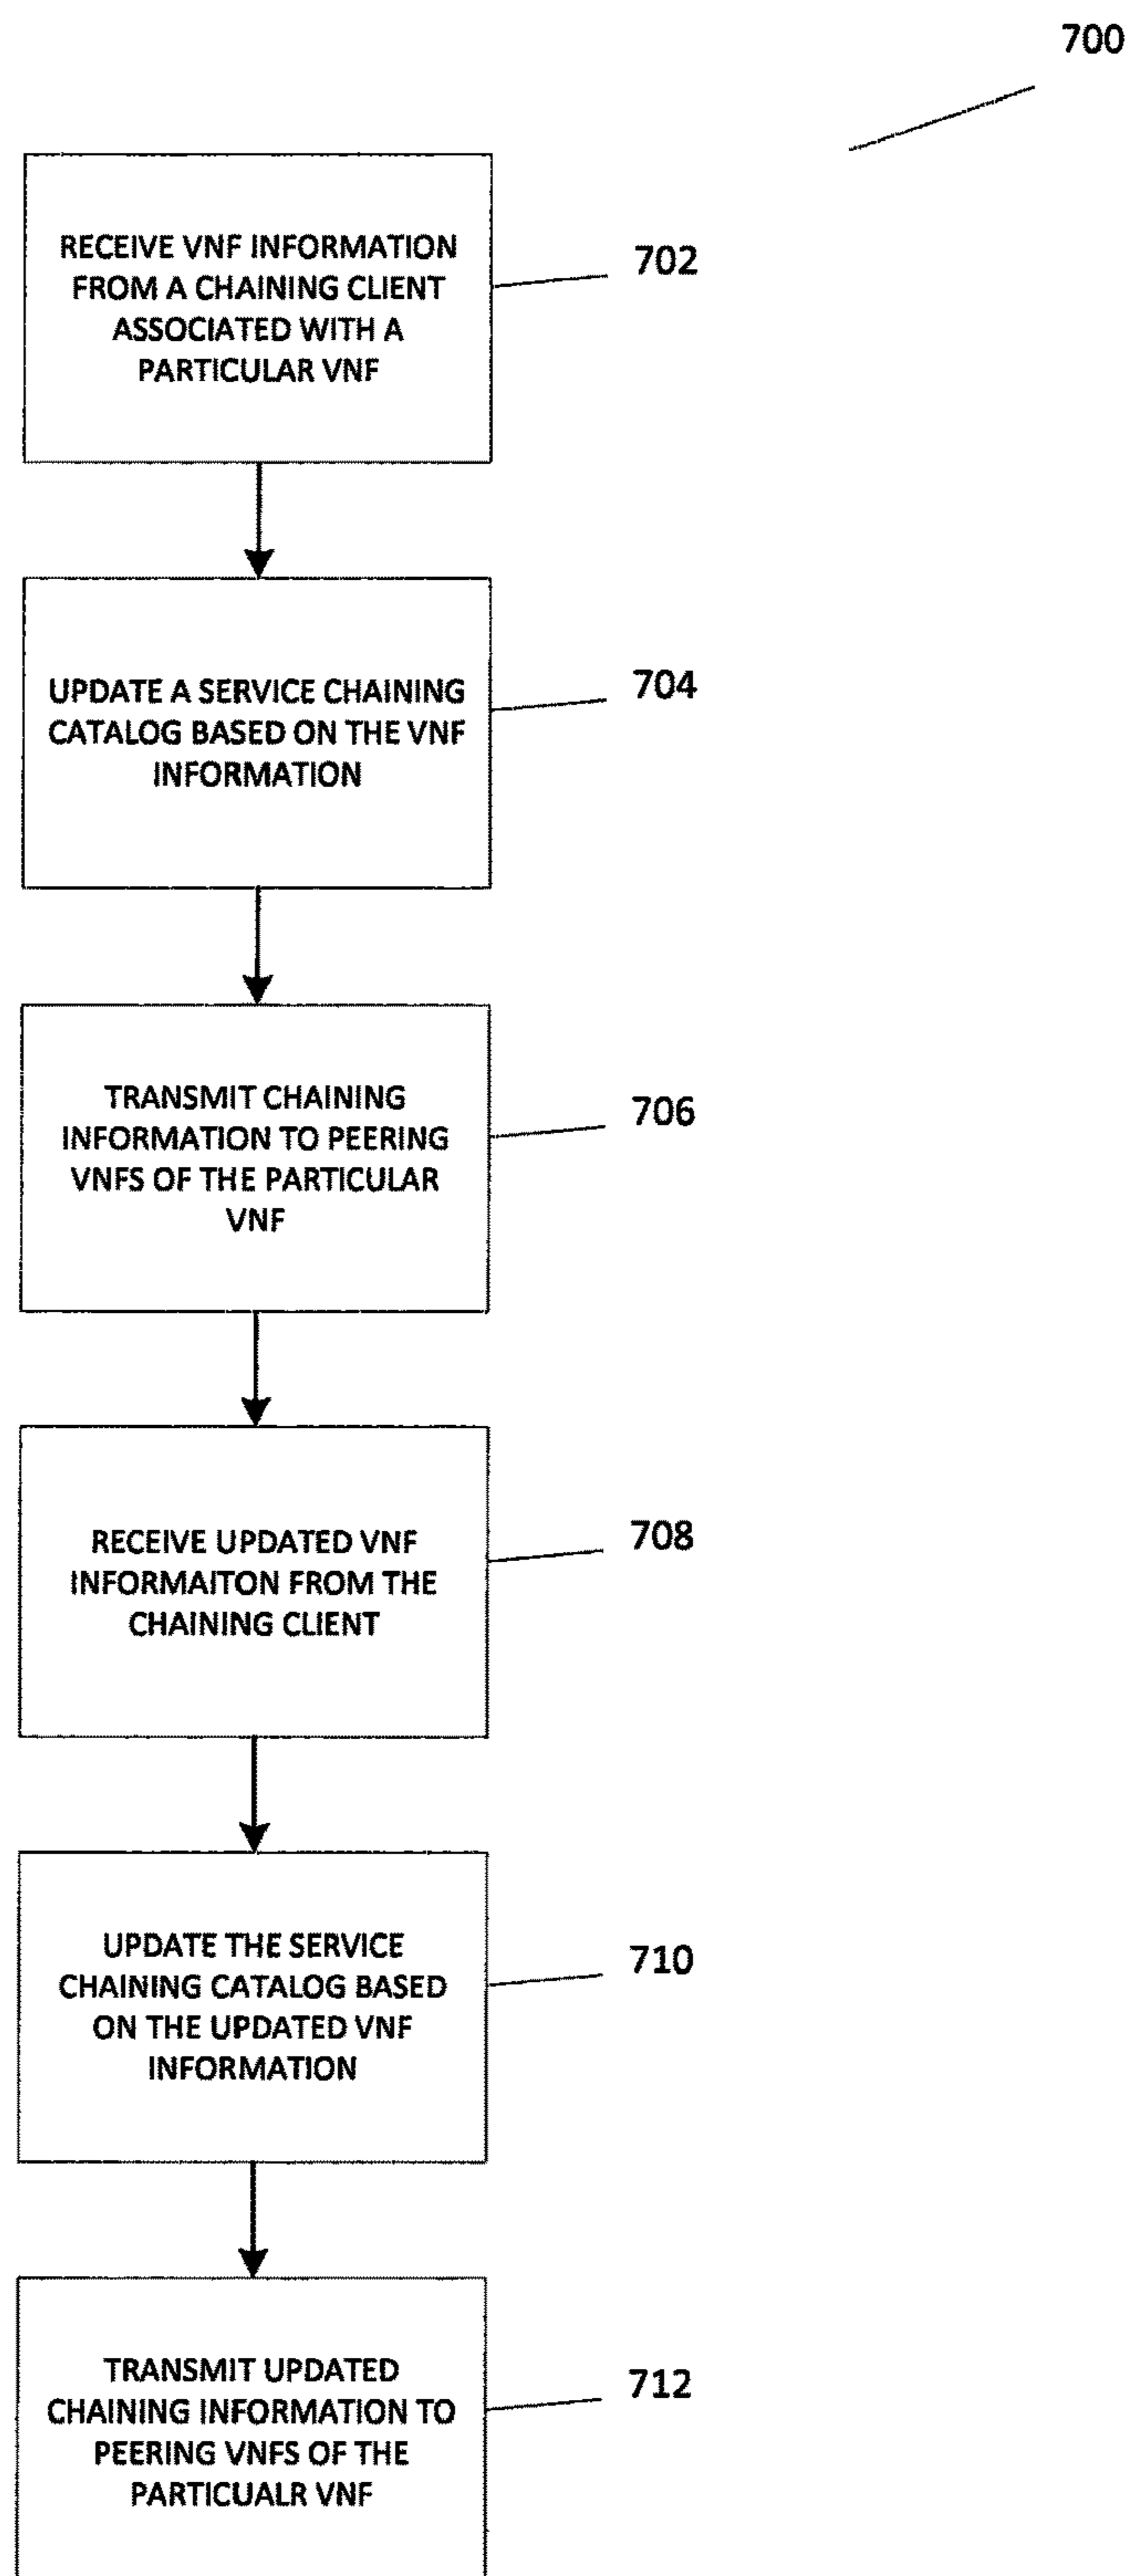 700
RECEIVE VNF INFORMATION
FROM A CHAINING CLIENT
ASSOCIATED WITH A
PARTICULAR VNF
702
UPDATE A SERVICE CHAINING
CATALOG BASED ON THE VNF
INFORMATION
704
TRANSMIT CHAINING
INFORMATION TO PEERING
VNFS OF THE PARTICULAR
VNF
706
RECEIVE UPDATED VNF
INFORMAITON FROM THE
CHAINING CLIENT
708
UPDATE THE SERVICE
CHAINING CATALOG BASED
ON THE UPDATED VNF
INFORMATION
710
TRANSMIT UPDATED
CHAINING INFORMATION TO
PEERING VNFS OF THE
PARTICUALR VNF
712